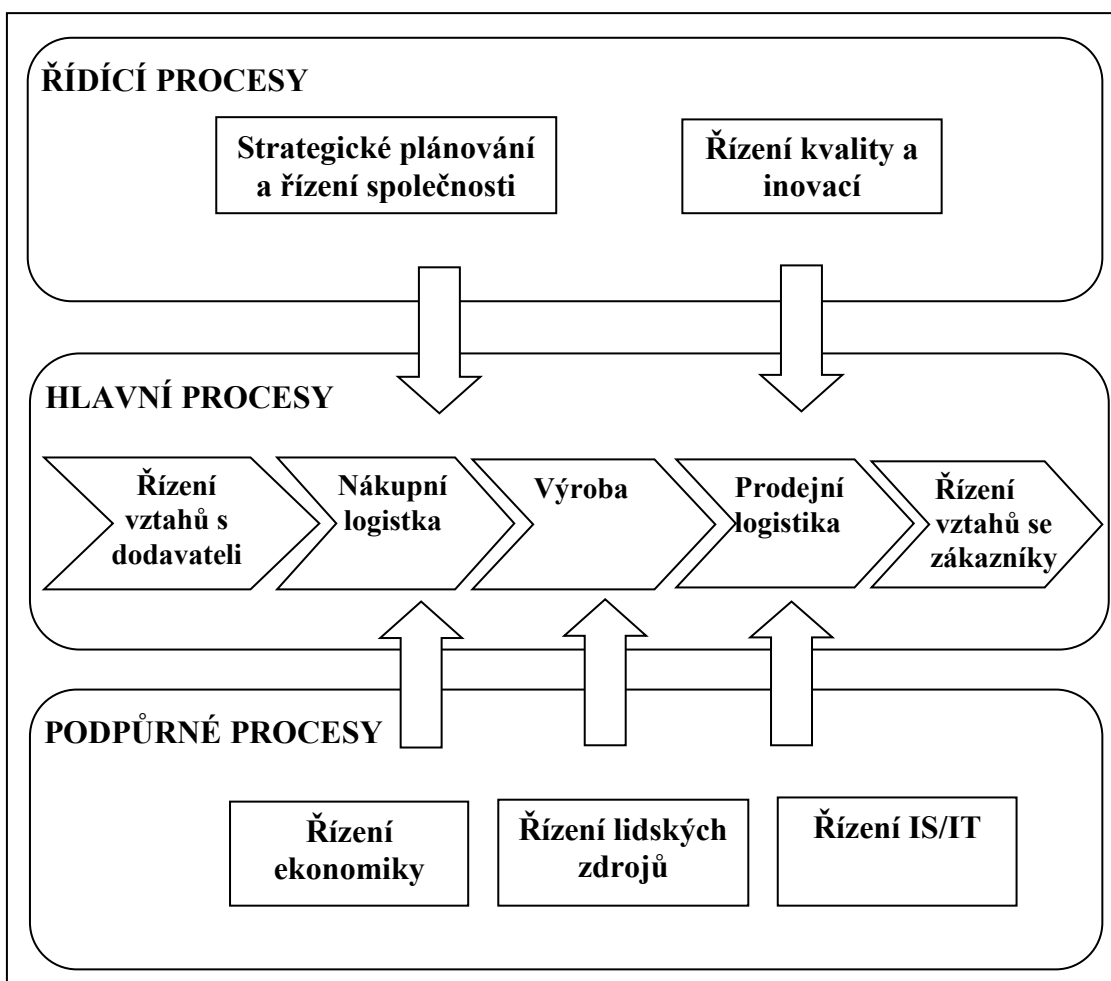 ŘÍDÍCÍ PROCESY
Strategické plánování
a řízení společnosti
Řízení kvality a
inovací
HLAVNÍ PROCESY
Řízení
vztahů s
dodavateli
Nákupní
logistka
Výroba
Prodejní
logistika
Řízení
vztahů se
zákazníky
PODPŮRNÉ PROCESY
Řízení
ekonomiky
Řízení lidských
zdrojů
Řízení IS/IT